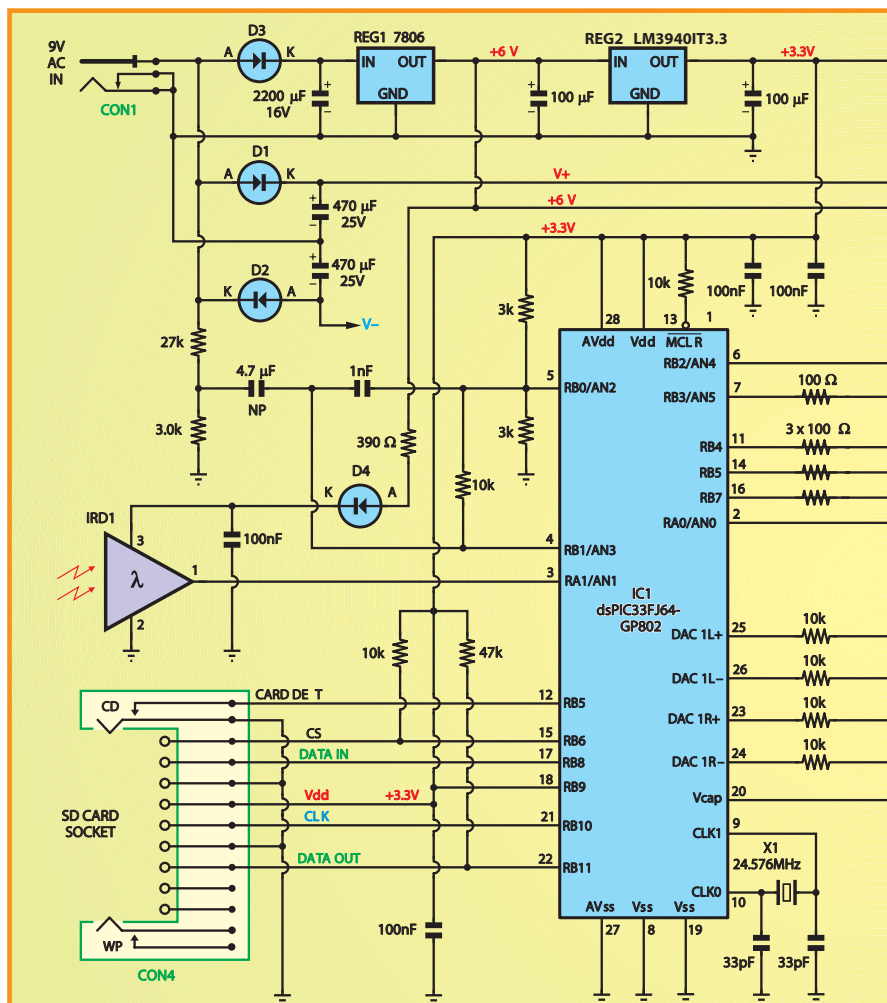 9V
AC
IN
CON1
D3
A
K
REG1 7806
IN
OUT
GND
+6 V
REG2 LM3940IT3.3
IN
OUT
GND
+3.3V
+
–
2200 µF
16V
+
–
100 µF
+
–
100 µF
D1
A
K
V+
+
–
470 µF
25V
+6 V
+3.3V
+
–
470 µF
25V
D2
K
A
V–
10k
100nF
100nF
27k
3k
28
13
1
AVdd
Vdd
MCL R
4.7 µF
NP
1nF
5
RB0/AN2
RB2/AN4
6
RB3/AN5
7
100 Ω
3.0k
390 Ω
3k
RB4
11
3 x 100 Ω
RB5
14
RB7
16
RA0/AN0
2
D4
K
A
10k
IRD1
3
λ
1
2
100nF
4
RB1/AN3
3
RA1/AN1
IC1
dsPIC33FJ64-
GP802
10k
47k
DAC 1L+
25
10k
DAC 1L–
26
10k
DAC 1R+
23
10k
DAC 1R–
24
10k
Vcap
20
CLK1
9
X1
24.576MHz
CLK0
10
33pF
33pF
CD
CARD DE T
12
RB5
CS
15
RB6
DATA IN
17
RB8
18
RB9
Vdd
+3.3V
SD CARD
SOCKET
CLK
21
RB10
DATA OUT
22
RB11
WP
CON4
100nF
AVss
27
Vss
8
Vss
19